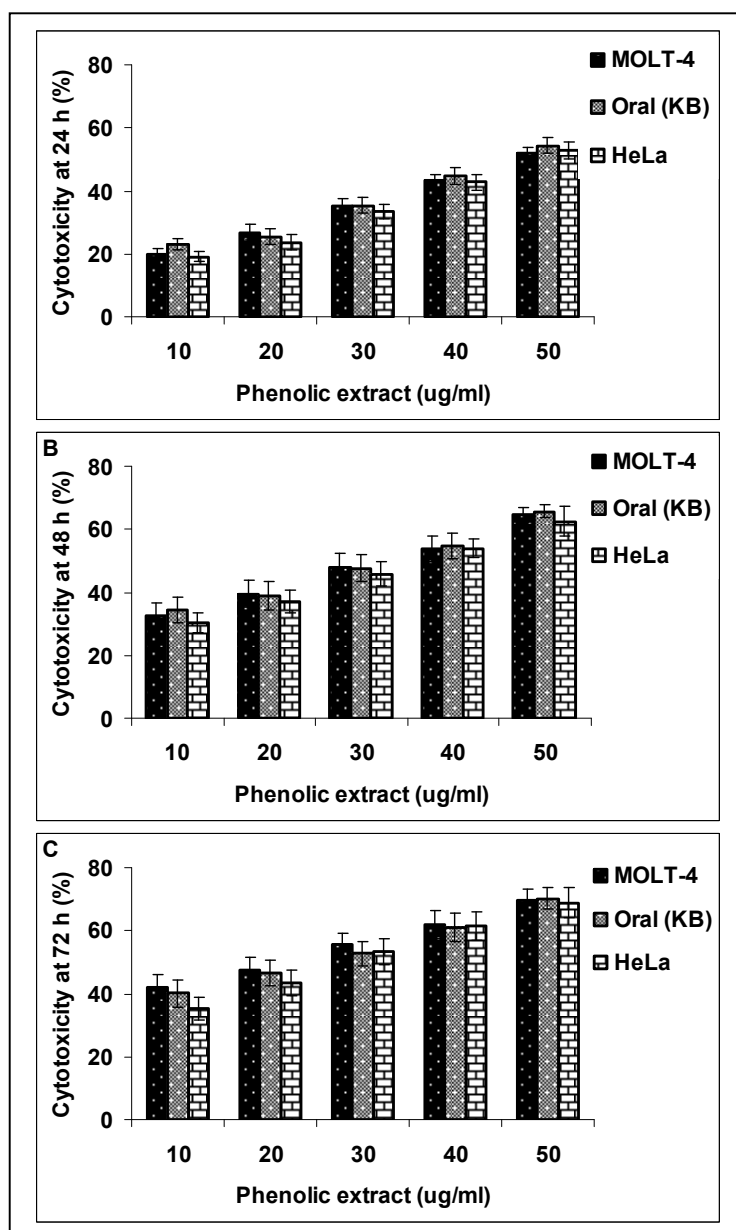 80
60
40
20
0
Cytotoxicity at 24 h (%)
10 20 30 40 50
Phenolic extract (ug/ml)
MOLT-4
Oral (KB)
HeLa
B
80
60
40
20
0
Cytotoxicity at 48 h (%)
10 20 30 40 50
Phenolic extract (ug/ml)
MOLT-4
Oral (KB)
HeLa
C
80
60
40
20
0
Cytotoxicity at 72 h (%)
10 20 30 40 50
Phenolic extract (ug/ml)
MOLT-4
Oral (KB)
HeLa